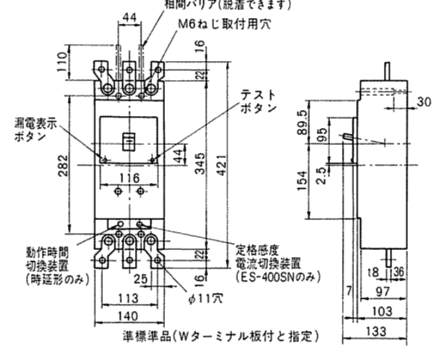 相間バリア(脱着できます)
44
M6ねじ取付用穴
110
16
22
テスト
ボタン
漏電表示
ボタン
282
44
116
345
421
89.5
95
30
2.5
154
動作時間
切換装置
(時延形のみ)
定格感度
電流切換装置
(ES-400SNのみ)
22
16
25
φ11穴
113
140
t8
36
7
97
103
133
準標準品(Wターミナル板付と指定)